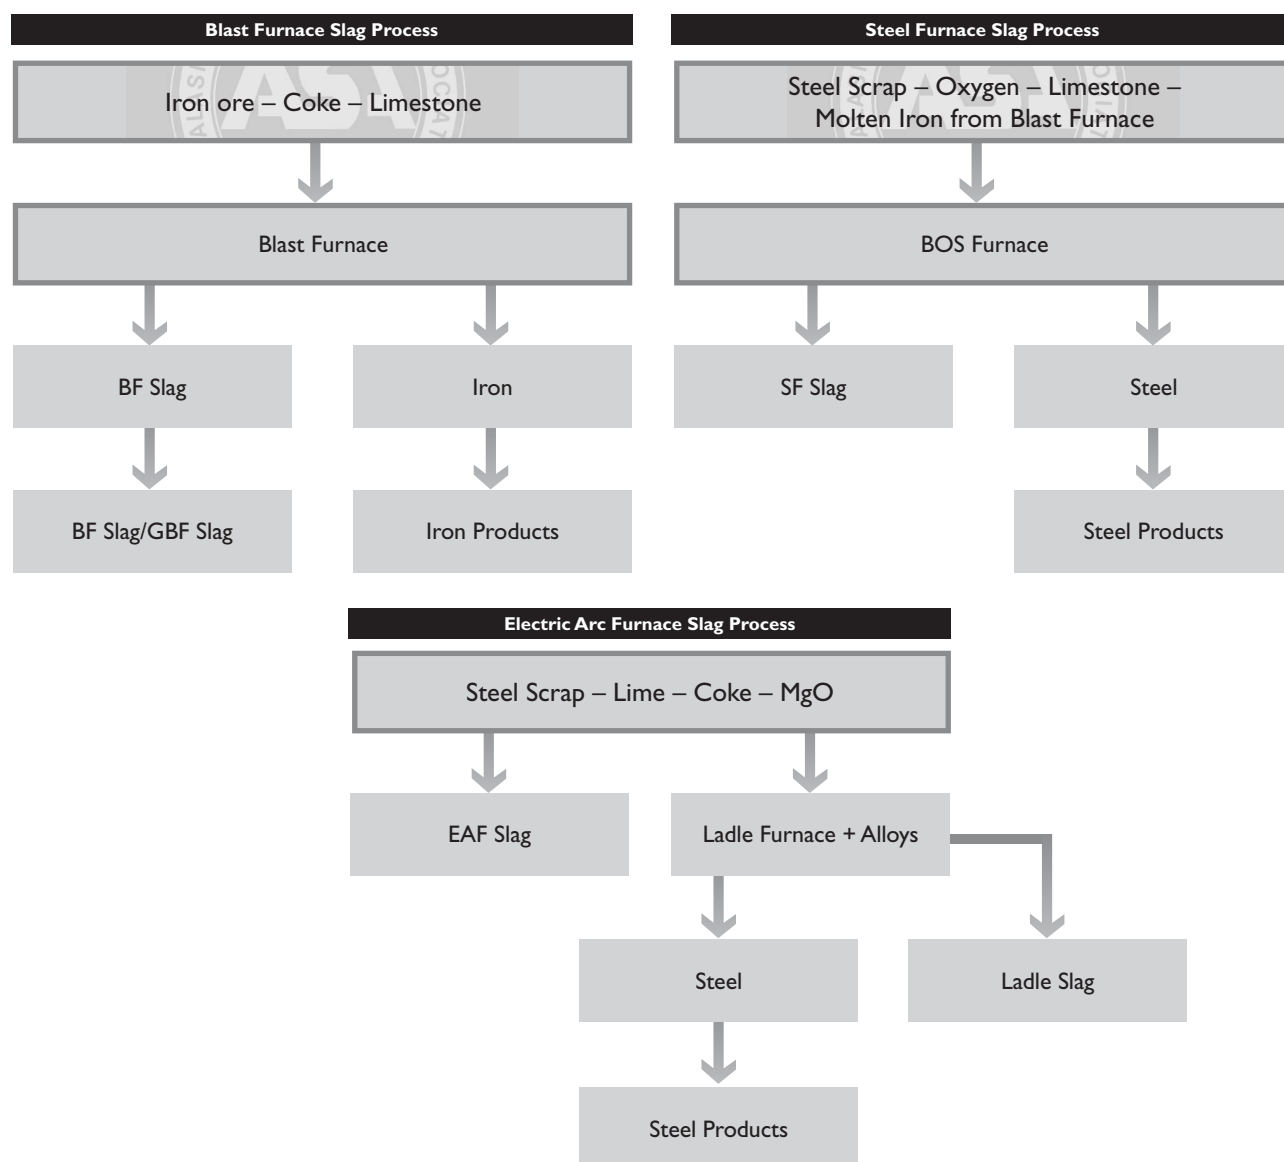 Blast Furnace Slag Process
Iron ore – Coke – Limestone
Blast Furnace
BF Slag
Iron
BF Slag/GBF Slag
Iron Products
Steel Furnace Slag Process
Steel Scrap – Oxygen – Limestone –
Molten Iron from Blast Furnace
BOS Furnace
SF Slag
Steel
Steel Products
Electric Arc Furnace Slag Process
Steel Scrap – Lime – Coke – MgO
EAF Slag
Ladle Furnace + Alloys
Steel
Ladle Slag
Steel Products